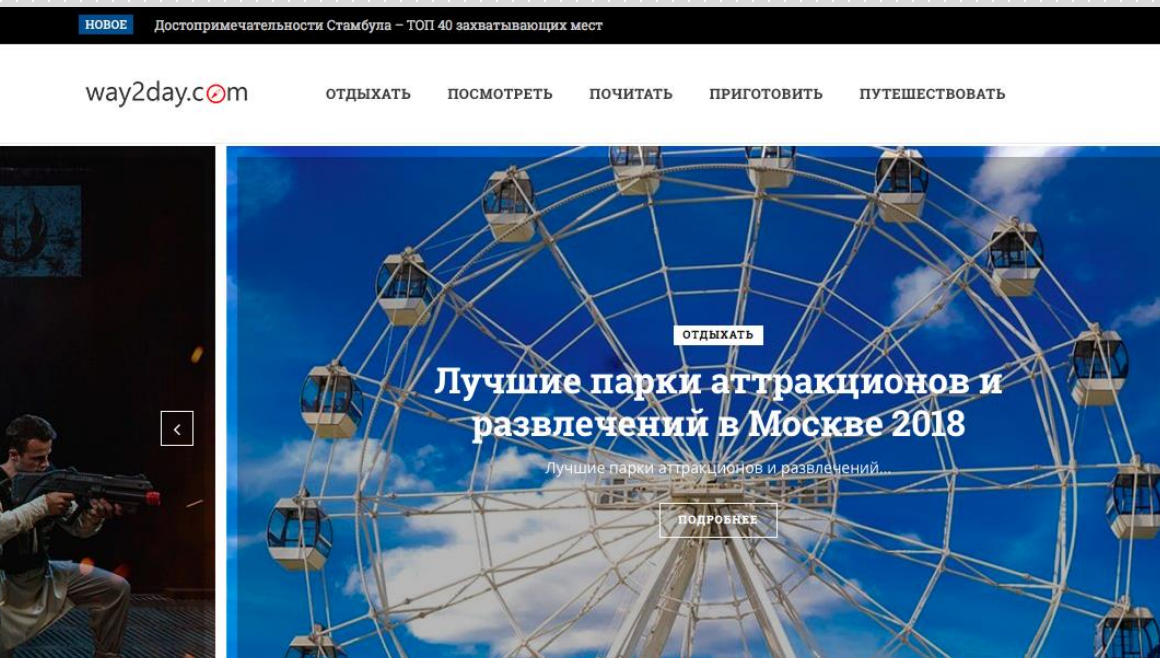 НОВОЕ Достопримечательности Стамбула – ТОП 40 захватывающих мест
way2day.com ОТДЫХАТЬ ПОСМОТРЕТЬ ПОЧИТАТЬ ПРИГОТОВИТЬ ПУТЕШЕСТВОВАТЬ
ОТДЫХАТЬ
Лучшие парки аттракционов и
развлечений в Москве 2018
Лучшие парки аттракционов и развлечений...
ПОДРОБНЕЕ